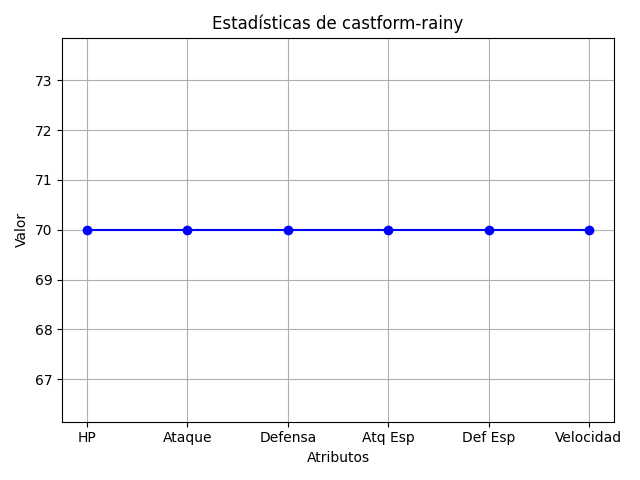 Estadísticas de castform-rainy
73
72
71
70
69
68
67
Valor
HP Ataque Defensa Atq Esp Def Esp Velocidad
Atributos